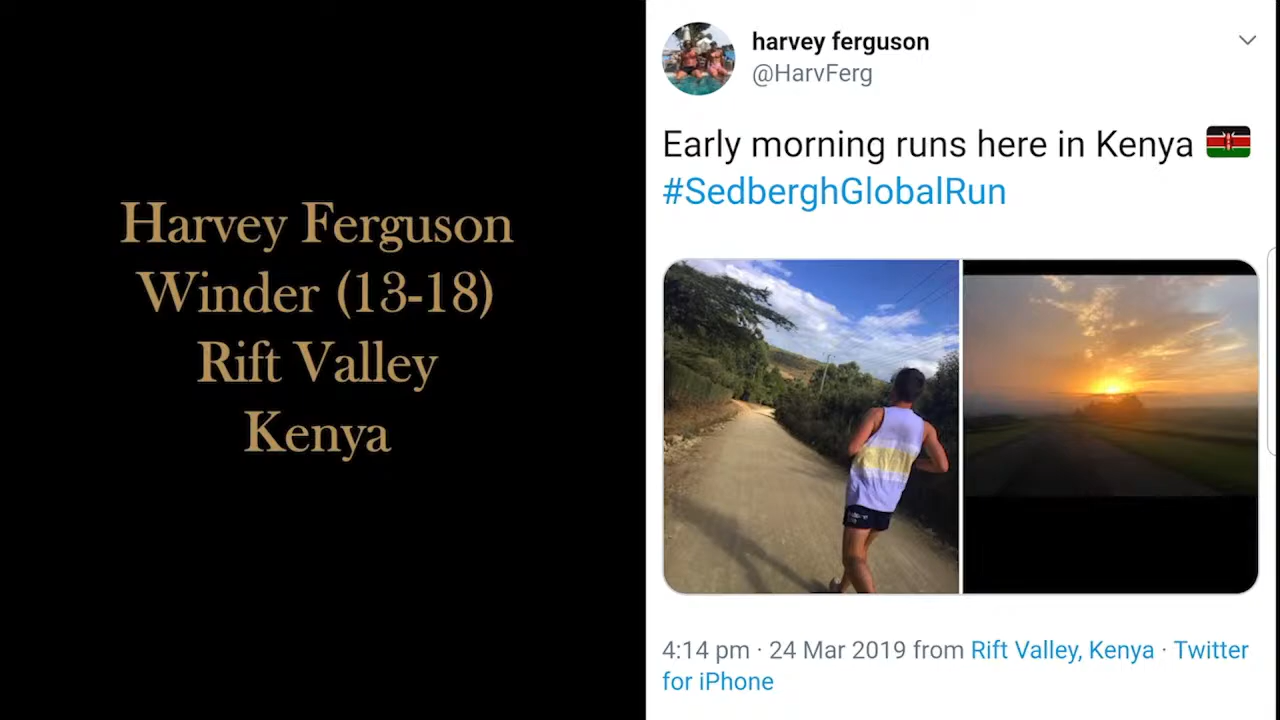 Harvey Ferguson
Winder (13-18)
Rift Valley
Kenya
harvey ferguson
@HarvFerg
Early morning runs here in Kenya 🇰🇪
#SedberghGlobalRun
4:14 pm · 24 Mar 2019 from Rift Valley, Kenya · Twitter
for iPhone